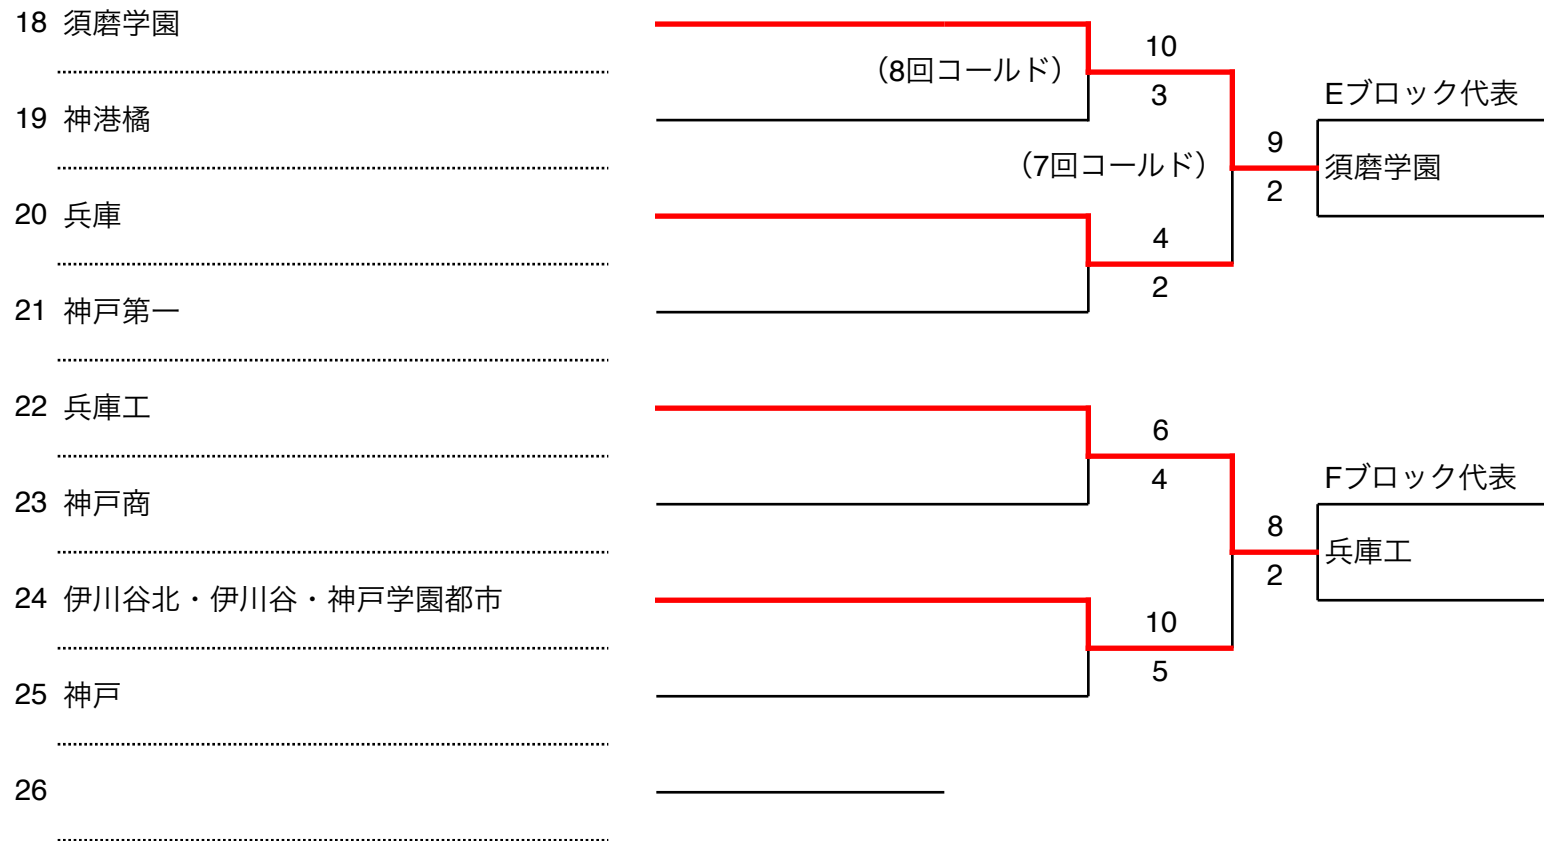 18 須磨学園
10
(8回コールド)
3
Eブロック代表
19 神港橘
9
(7回コールド)
須磨学園
2
20 兵庫
4
2
21 神戸第一
22 兵庫工
6
4
Fブロック代表
23 神戸商
8
兵庫工
2
24 伊川谷北・伊川谷・神戸学園都市
10
5
25 神戸
26